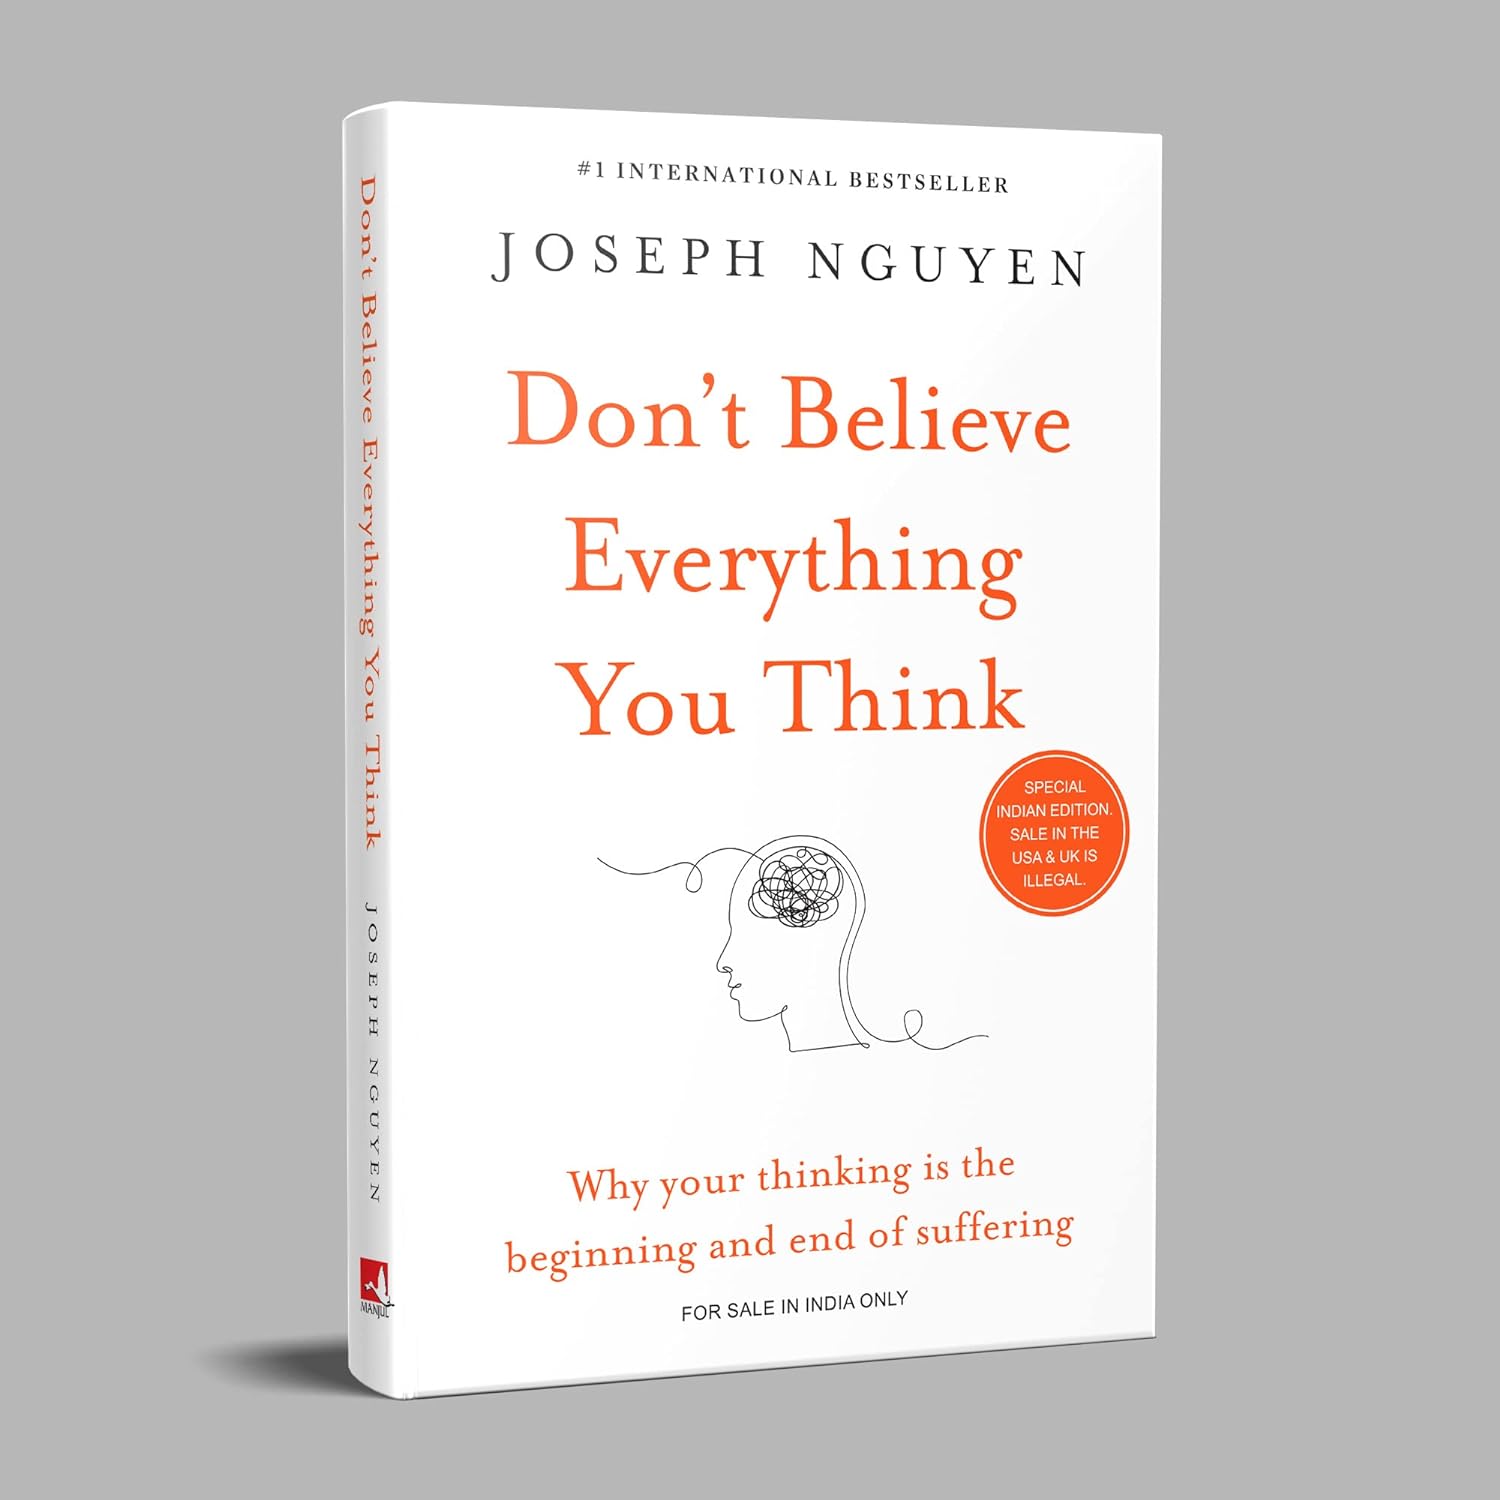 #1 INTERNATIONAL BESTSELLER
JOSEPH NGUYEN
Don't Believe
Everything
You Think
SPECIAL
INDIAN EDITION.
SALE IN THE
USA & UK IS
ILLEGAL.
Why your thinking is the
beginning and end of suffering
FOR SALE IN INDIA ONLY
Don't Believe Everything You Think JOSEPH NGUYEN
MANJUL